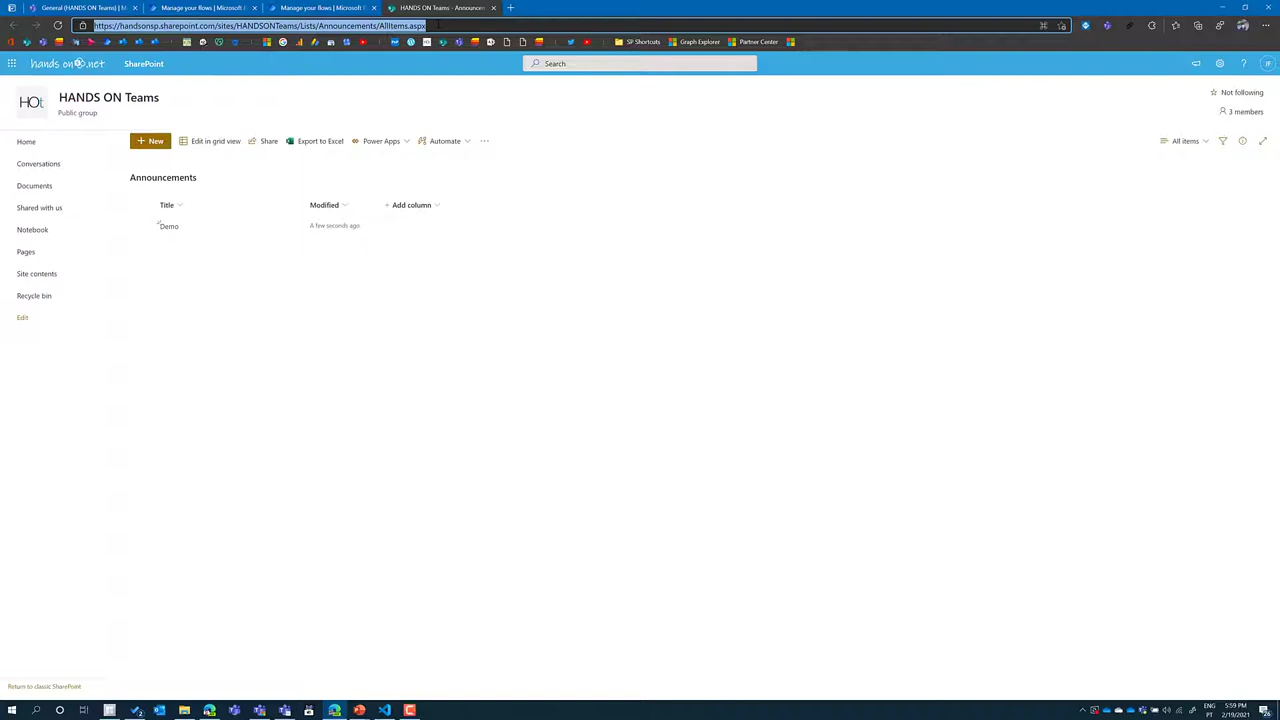 General (HANDS ON Teams) | M
Manage your flows | Microsoft P
Manage your flows | Microsoft P
HANDS ON Teams - Announcem
https://handsonsp.sharepoint.com/sites/HANDSONTeams/Lists/Announcements/AllItems.aspx
SP Shortcuts
Graph Explorer
Partner Center
SharePoint
Search
HOt
HANDS ON Teams
Public group
Not following
3 members
Home
Conversations
Documents
Shared with us
Notebook
Pages
Site contents
Recycle bin
Edit
New
Edit in grid view
Share
Export to Excel
Power Apps
Automate
All items
Announcements
Title
Modified
Add column
Demo
A few seconds ago
Return to classic SharePoint
ENG
PT
5:59 PM
2/19/2021